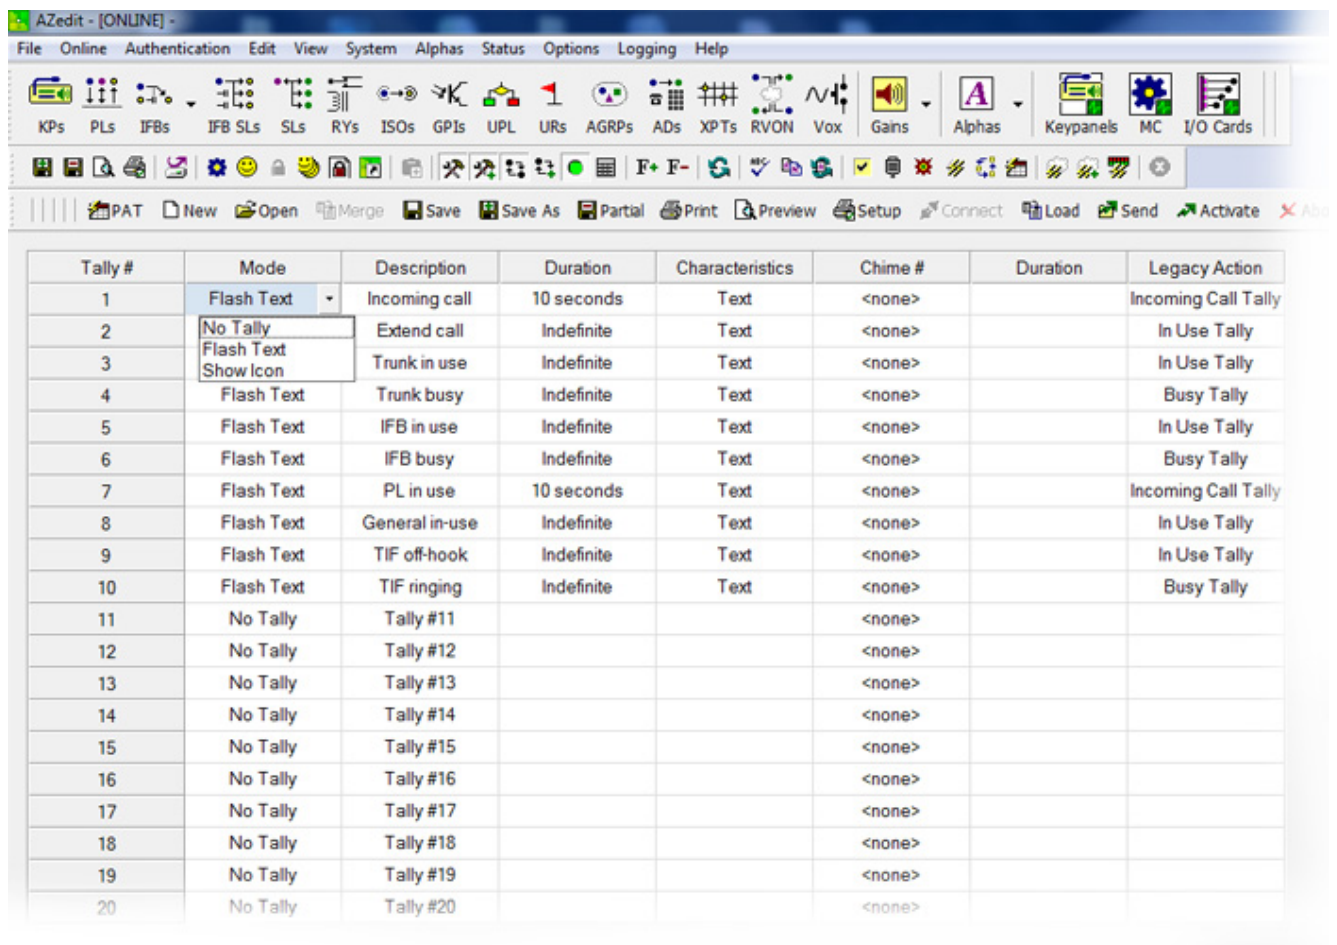 AZedit - [ONLINE] -
File Online Authentication Edit View System Alphas Status Options Logging Help
KPs PLs IFBs IFB SLs SLs RYs ISOs GPIs UPL URs AGRPs ADs XPTs RVON Vox Gains Alphas Keypanels MC I/O Cards
F+ F- ABC
PAT New Open Merge Save Save As Partial Print Preview Setup Connect Load Send Activate
Tally # Mode Description Duration Characteristics Chime # Duration Legacy Action
1 Flash Text Incoming call 10 seconds Text <none> Incoming Call Tally
2 No Tally Extend call Indefinite Text <none> In Use Tally
Flash Text
3 Show Icon Trunk in use Indefinite Text <none> In Use Tally
4 Flash Text Trunk busy Indefinite Text <none> Busy Tally
5 Flash Text IFB in use Indefinite Text <none> In Use Tally
6 Flash Text IFB busy Indefinite Text <none> Busy Tally
7 Flash Text PL in use 10 seconds Text <none> Incoming Call Tally
8 Flash Text General in-use Indefinite Text <none> In Use Tally
9 Flash Text TIF off-hook Indefinite Text <none> In Use Tally
10 Flash Text TIF ringing Indefinite Text <none> Busy Tally
11 No Tally Tally #11 <none>
12 No Tally Tally #12 <none>
13 No Tally Tally #13 <none>
14 No Tally Tally #14 <none>
15 No Tally Tally #15 <none>
16 No Tally Tally #16 <none>
17 No Tally Tally #17 <none>
18 No Tally Tally #18 <none>
19 No Tally Tally #19 <none>
20 No Tally Tally #20 <none>